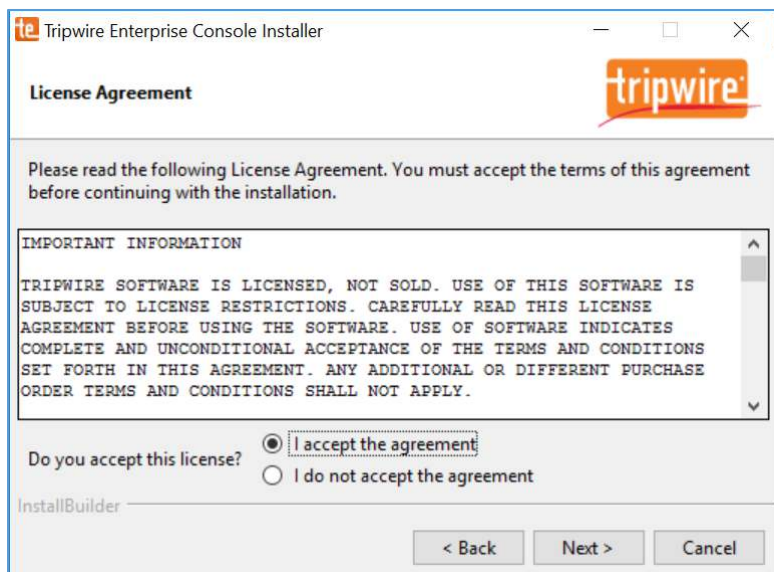 te Tripwire Enterprise Console Installer
License Agreement
tripwire
Please read the following License Agreement. You must accept the terms of this agreement
before continuing with the installation.
IMPORTANT INFORMATION
TRIPWIRE SOFTWARE IS LICENSED, NOT SOLD. USE OF THIS SOFTWARE IS
SUBJECT TO LICENSE RESTRICTIONS. CAREFULLY READ THIS LICENSE
AGREEMENT BEFORE USING THE SOFTWARE. USE OF SOFTWARE INDICATES
COMPLETE AND UNCONDITIONAL ACCEPTANCE OF THE TERMS AND CONDITIONS
SET FORTH IN THIS AGREEMENT. ANY ADDITIONAL OR DIFFERENT PURCHASE
ORDER TERMS AND CONDITIONS SHALL NOT APPLY.
Do you accept this license?
I accept the agreement
I do not accept the agreement
InstallBuilder
< Back Next > Cancel